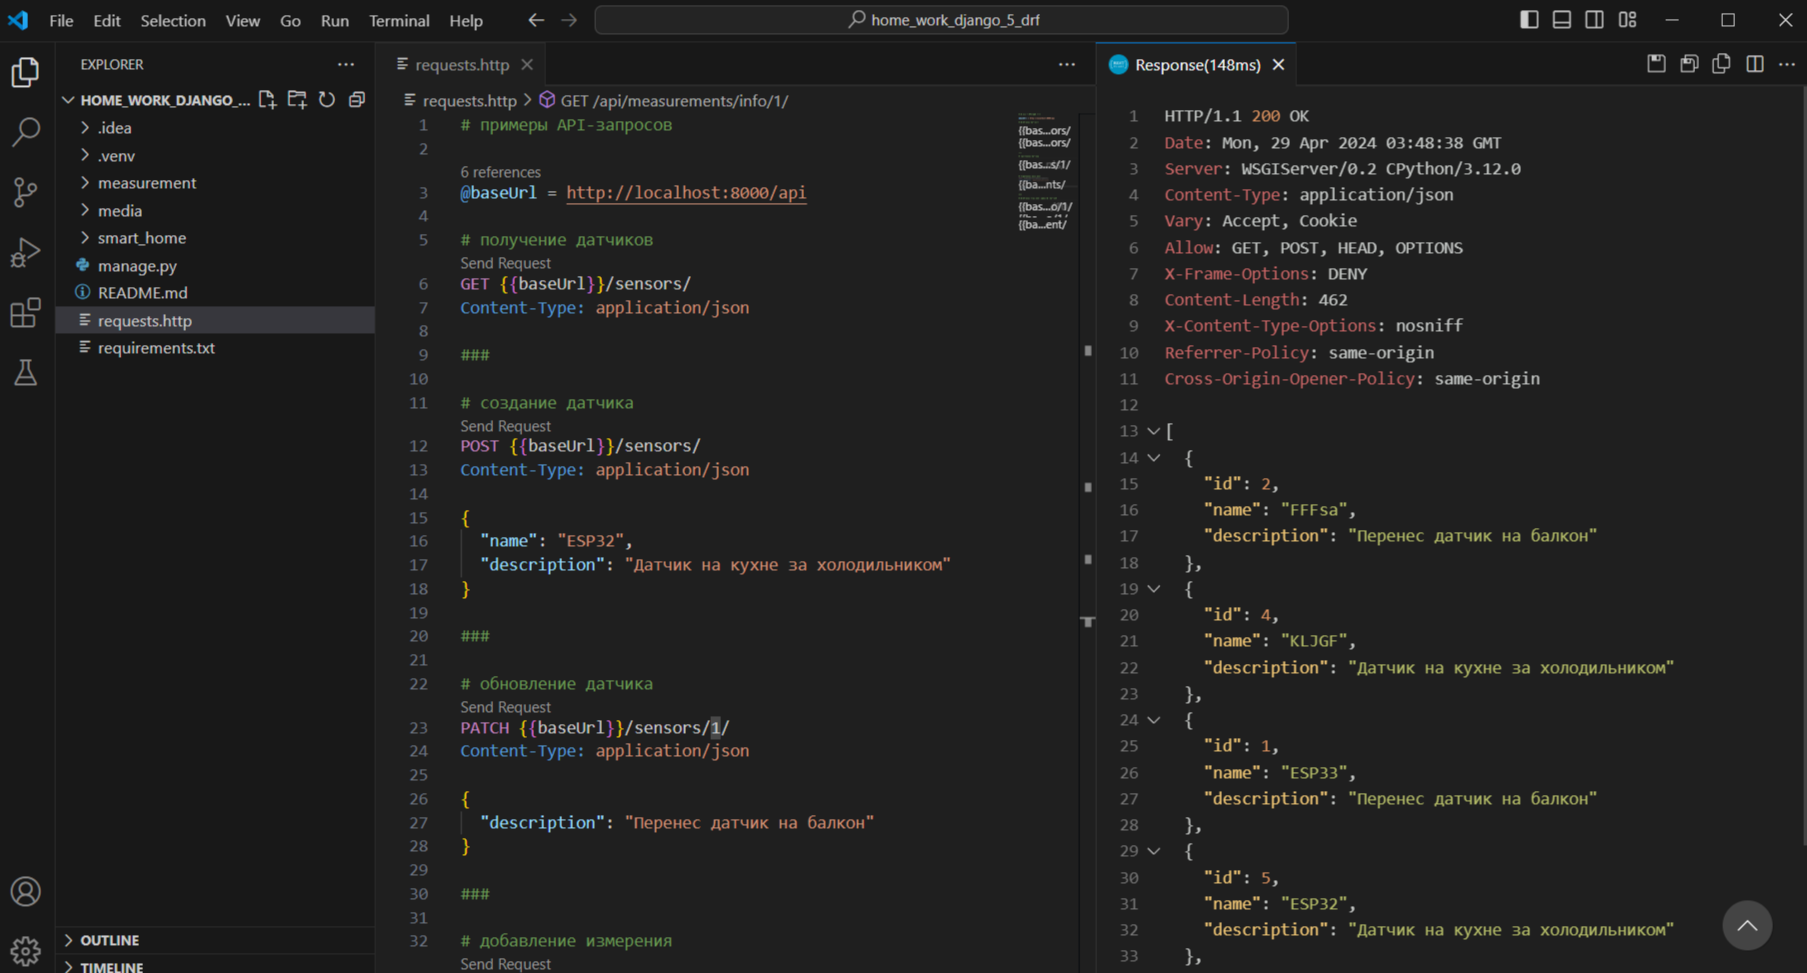 File Edit Selection View Go Run Terminal Help
home_work_django_5_drf
EXPLORER
HOME_WORK_DJANGO_...
.idea
.venv
measurement
media
smart_home
manage.py
README.md
requests.http
requirements.txt
OUTLINE
TIMELINE
requests.http
requests.http > GET /api/measurements/info/1/
1 # примеры API-запросов
2
6 references
3 @baseUrl = http://localhost:8000/api
4
5 # получение датчиков
Send Request
6 GET {{baseUrl}}/sensors/
7 Content-Type: application/json
8
9 ###
10
11 # создание датчика
Send Request
12 POST {{baseUrl}}/sensors/
13 Content-Type: application/json
14
15 {
16 "name": "ESP32",
17 "description": "Датчик на кухне за холодильником"
18 }
19
20 ###
21
22 # обновление датчика
Send Request
23 PATCH {{baseUrl}}/sensors/1/
24 Content-Type: application/json
25
26 {
27 "description": "Перенес датчик на балкон"
28 }
29
30 ###
31
32 # добавление измерения
Send Request
{{bas...ors/
{{bas...ors/
{{bas...s/1/
{{ba...nts/
{{bas...o/1/
{{ba...ent/
Response(148ms)
1 HTTP/1.1 200 OK
2 Date: Mon, 29 Apr 2024 03:48:38 GMT
3 Server: WSGIServer/0.2 CPython/3.12.0
4 Content-Type: application/json
5 Vary: Accept, Cookie
6 Allow: GET, POST, HEAD, OPTIONS
7 X-Frame-Options: DENY
8 Content-Length: 462
9 X-Content-Type-Options: nosniff
10 Referrer-Policy: same-origin
11 Cross-Origin-Opener-Policy: same-origin
12
13 [
14 {
15 "id": 2,
16 "name": "FFFsa",
17 "description": "Перенес датчик на балкон"
18 },
19 {
20 "id": 4,
21 "name": "KLJGF",
22 "description": "Датчик на кухне за холодильником"
23 },
24 {
25 "id": 1,
26 "name": "ESP33",
27 "description": "Перенес датчик на балкон"
28 },
29 {
30 "id": 5,
31 "name": "ESP32",
32 "description": "Датчик на кухне за холодильником"
33 },